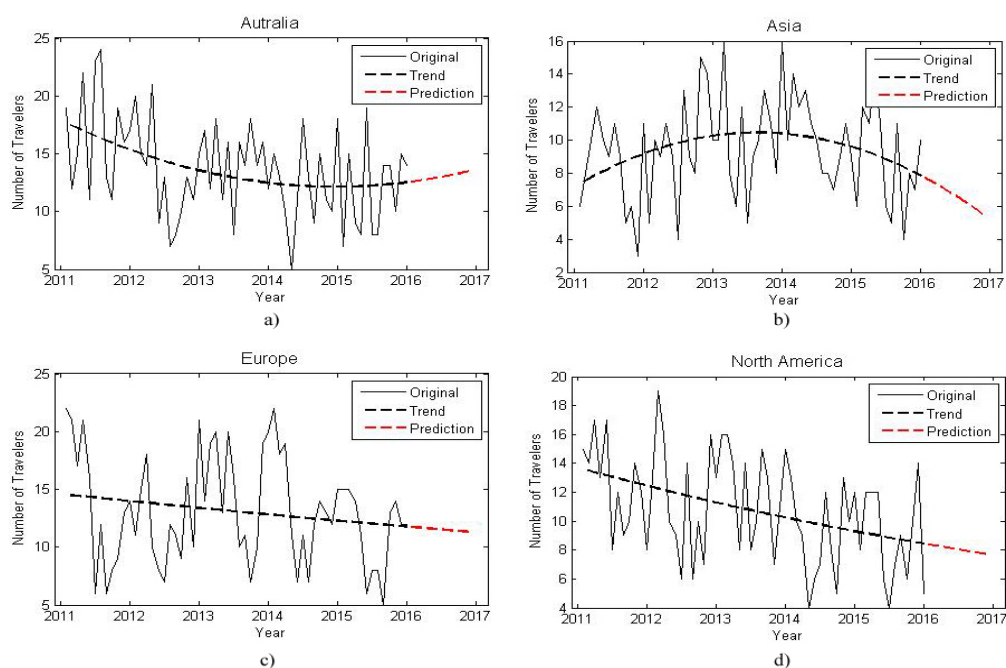 Autralia
25
20
15
10
5
Number of Travelers
2011 2012 2013 2014 2015 2016 2017
Year
Original
Trend
Prediction
a)
Asia
16
14
12
10
8
6
4
2
Number of Travelers
2011 2012 2013 2014 2015 2016 2017
Year
Original
Trend
Prediction
b)
Europe
25
20
15
10
5
Number of Travelers
2011 2012 2013 2014 2015 2016 2017
Year
Original
Trend
Prediction
c)
North America
20
18
16
14
12
10
8
6
4
Number of Travelers
2011 2012 2013 2014 2015 2016 2017
Year
Original
Trend
Prediction
d)